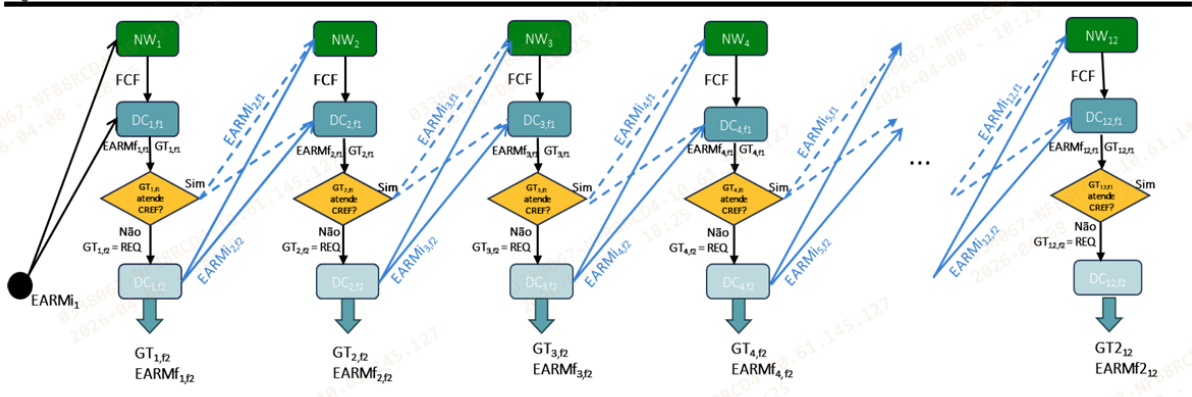 NW₁
FCF
DC₁,f₁
EARMf₁,f₁ GT₁,f₁
GT₁,f₁
atende
CREF?
Sim
Não
GT₁,f₂ = REQ
DC₁,f₂
EARMi₁
GT₁,f₂
EARMf₁,f₂
EARMi₂,f₁
EARMi₂,f₂
NW₂
FCF
DC₂,f₁
EARMf₂,f₁ GT₂,f₁
GT₂,f₁
atende
CREF?
Sim
Não
GT₂,f₂ = REQ
DC₂,f₂
GT₂,f₂
EARMf₂,f₂
EARMi₃,f₁
EARMi₃,f₂
NW₃
FCF
DC₃,f₁
EARMf₃,f₁ GT₃,f₁
GT₃,f₁
atende
CREF?
Sim
Não
GT₃,f₂ = REQ
DC₃,f₂
GT₃,f₂
EARMf₃,f₂
EARMi₄,f₁
EARMi₄,f₂
NW₄
FCF
DC₄,f₁
EARMf₄,f₁ GT₄,f₁
GT₄,f₁
atende
CREF?
Sim
Não
GT₄,f₂ = REQ
DC₄,f₂
GT₄,f₂
EARMf₄,f₂
EARMi₅,f₁
EARMi₅,f₂
...
EARMi₁₂,f₁
EARMi₁₂,f₂
NW₁₂
FCF
DC₁₂,f₁
EARMf₁₂,f₁ GT₁₂,f₁
GT₁₂,f₁
atende
CREF?
Sim
Não
GT₁₂,f₂ = REQ
DC₁₂,f₂
GT2₁₂
EARMf2₁₂